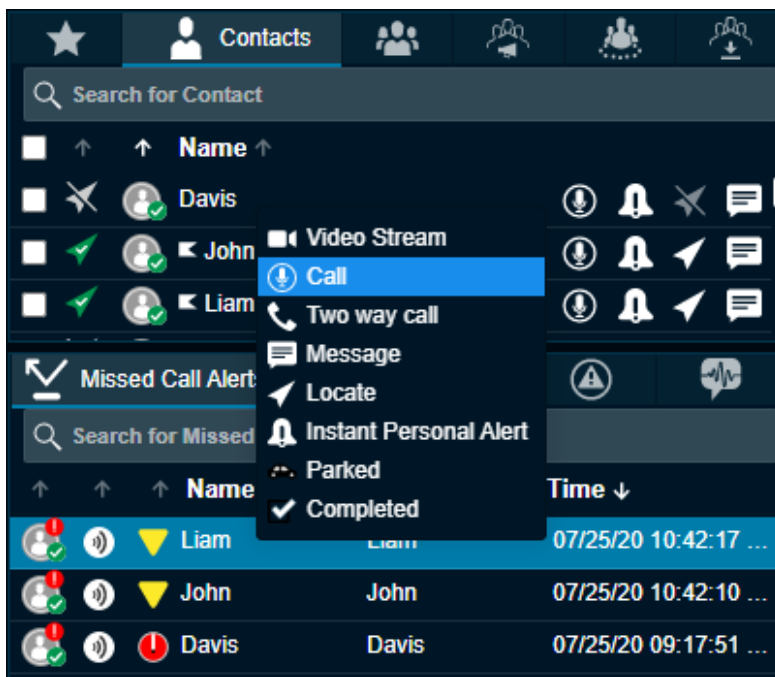 Contacts
Search for Contact
Name
Davis
John
Liam
Video Stream
Call
Two way call
Message
Locate
Instant Personal Alert
Parked
Completed
Missed Call Alert
Search for Missed
Name Time
Liam Liam 07/25/20 10:42:17 ...
John John 07/25/20 10:42:10 ...
Davis Davis 07/25/20 09:17:51 ...